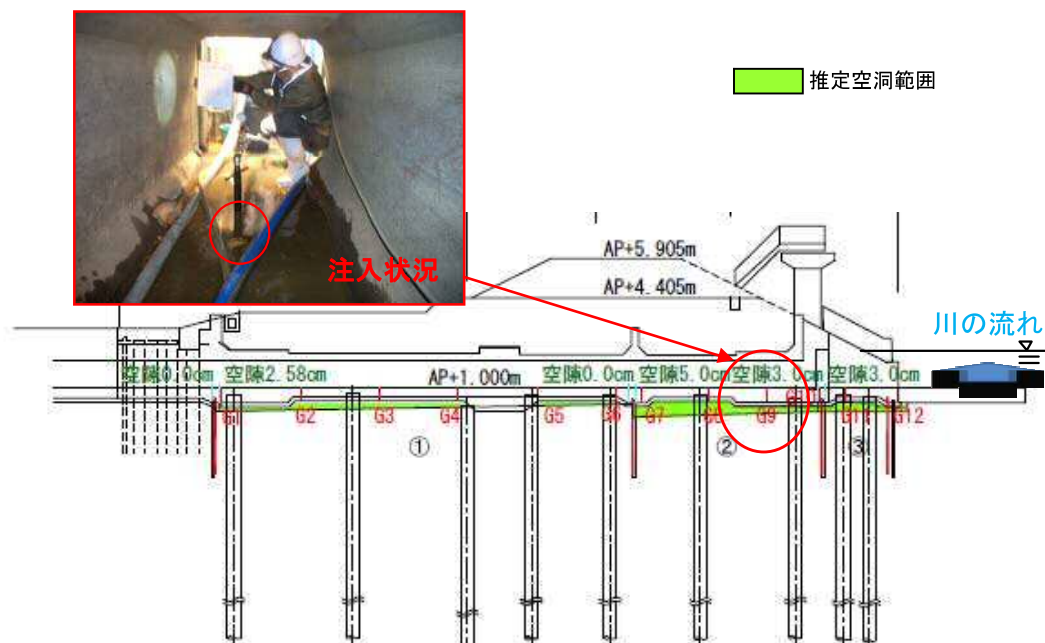 推定空洞範囲
注入状況
AP+5.905m
AP+4.405m
川の流れ
空隙0.0cm
空隙2.58cm
AP+1.000m
空隙0.0cm
空隙5.0cm
空隙3.0cm
空隙3.0cm
G1
G2
G3
G4
G5
G6
G7
G8
G9
G11
G12
①
②
③